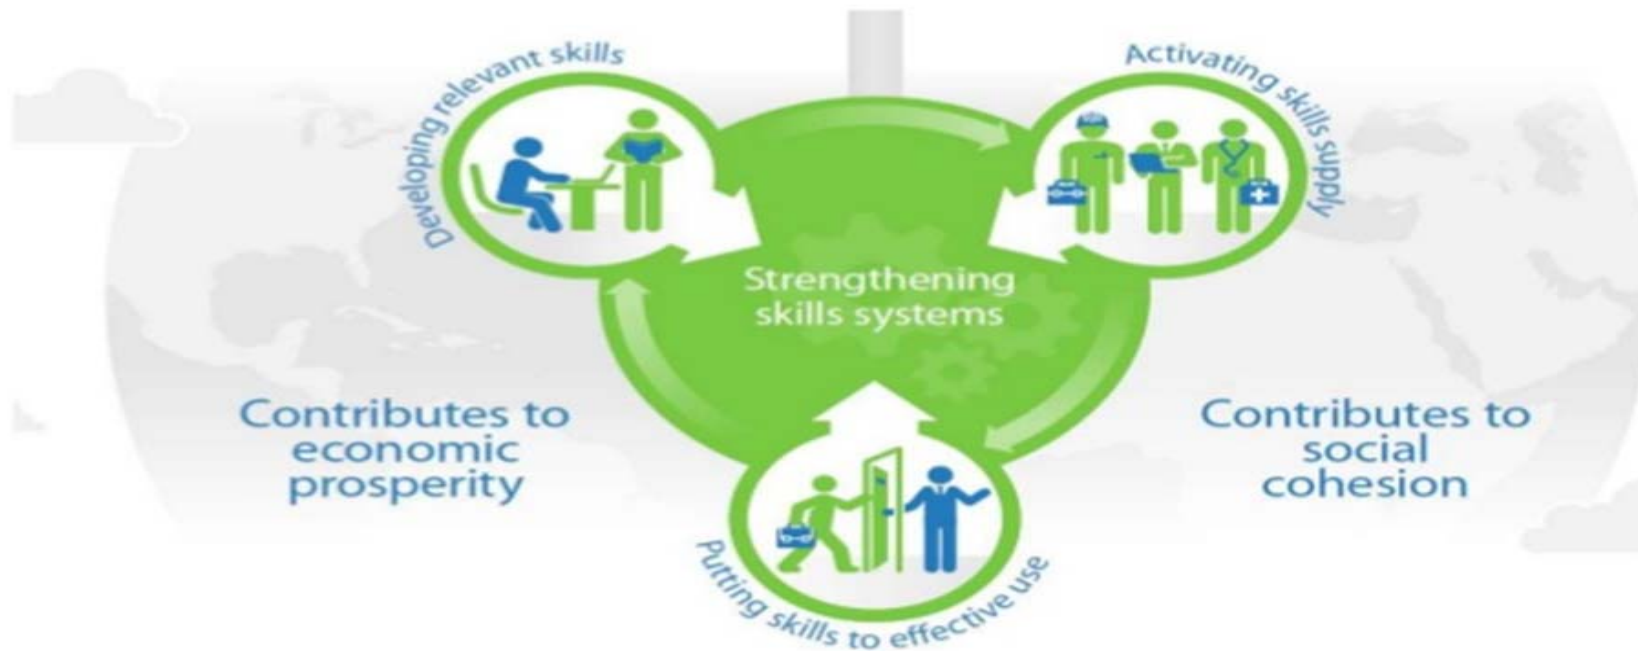 Developing relevant skills
Activating skills supply
Strengthening
skills systems
Contributes to
economic
prosperity
Contributes to
social
cohesion
Putting skills to effective use